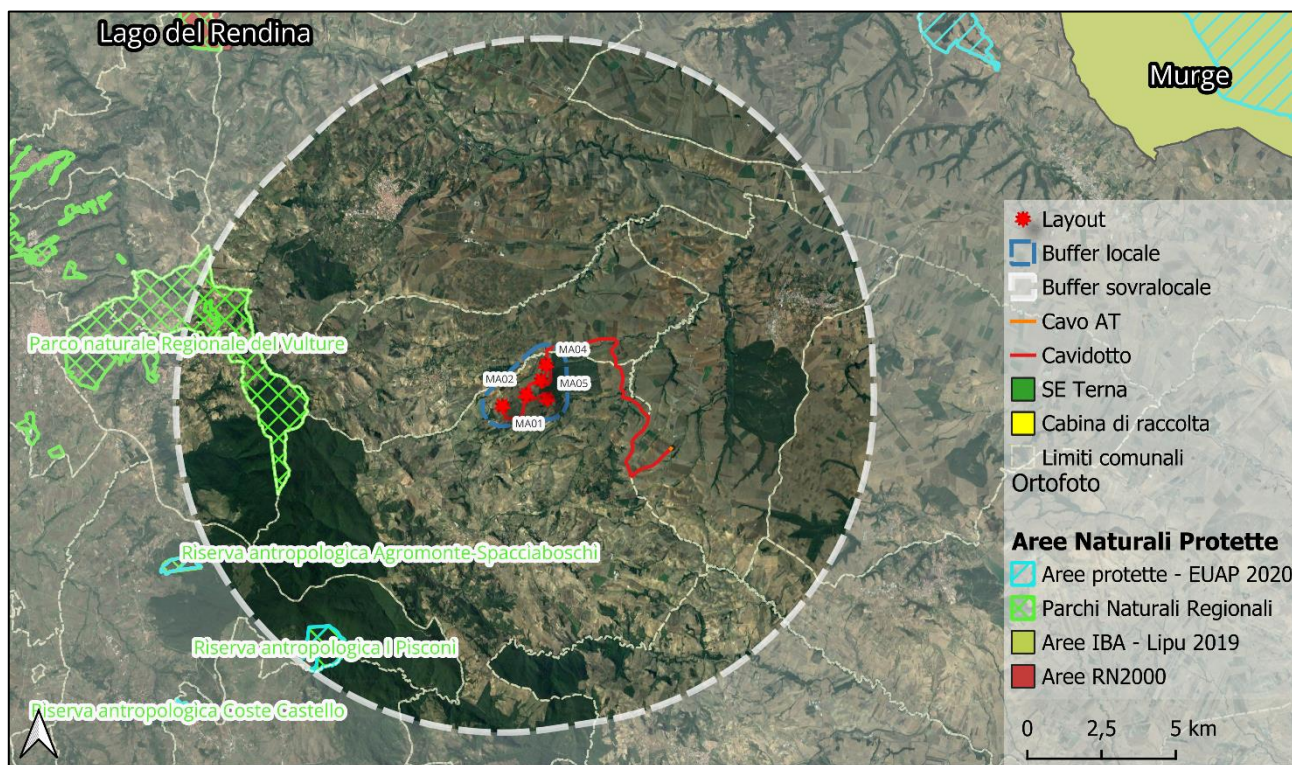 Lago del Rendina
Murge
Parco naturale Regionale del Vulture
MA04
MA02
MA05
MA01
Riserva antropologica Agromonte-Spacciaboschi
Riserva antropologica I Pisconi
Riserva antropologica Coste Castello
Layout
Buffer locale
Buffer sovralocale
Cavo AT
Cavidotto
SE Terna
Cabina di raccolta
Limiti comunali
Ortofoto
Aree Naturali Protette
Aree protette - EUAP 2020
Parchi Naturali Regionali
Aree IBA - Lipu 2019
Aree RN2000
0 2,5 5 km